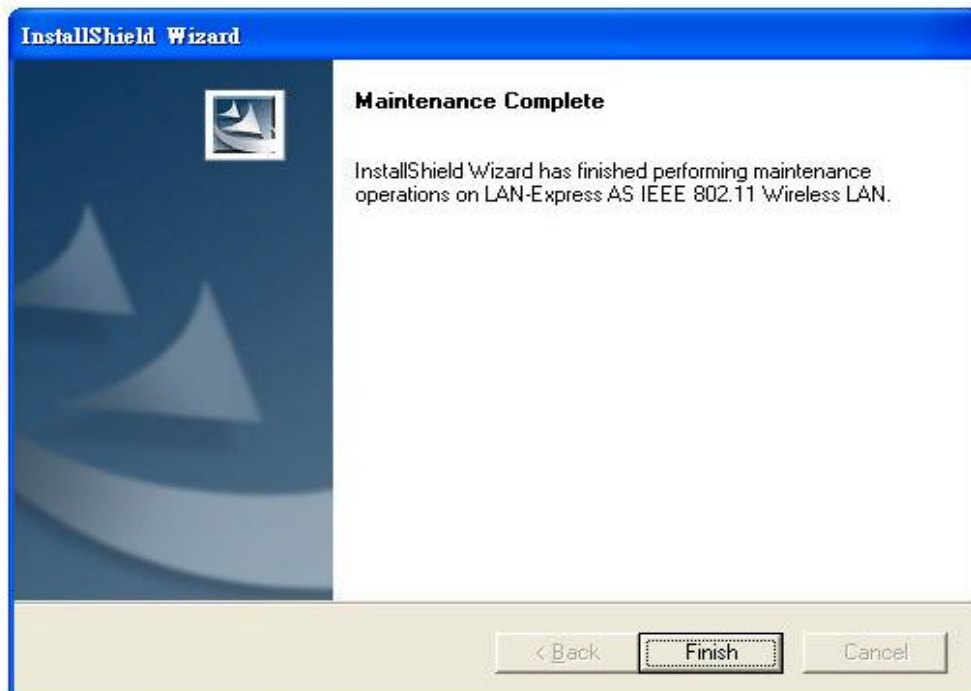 InstallShield Wizard
Maintenance Complete
InstallShield Wizard has finished performing maintenance
operations on LAN-Express AS IEEE 802.11 Wireless LAN.
< Back
Finish
Cancel